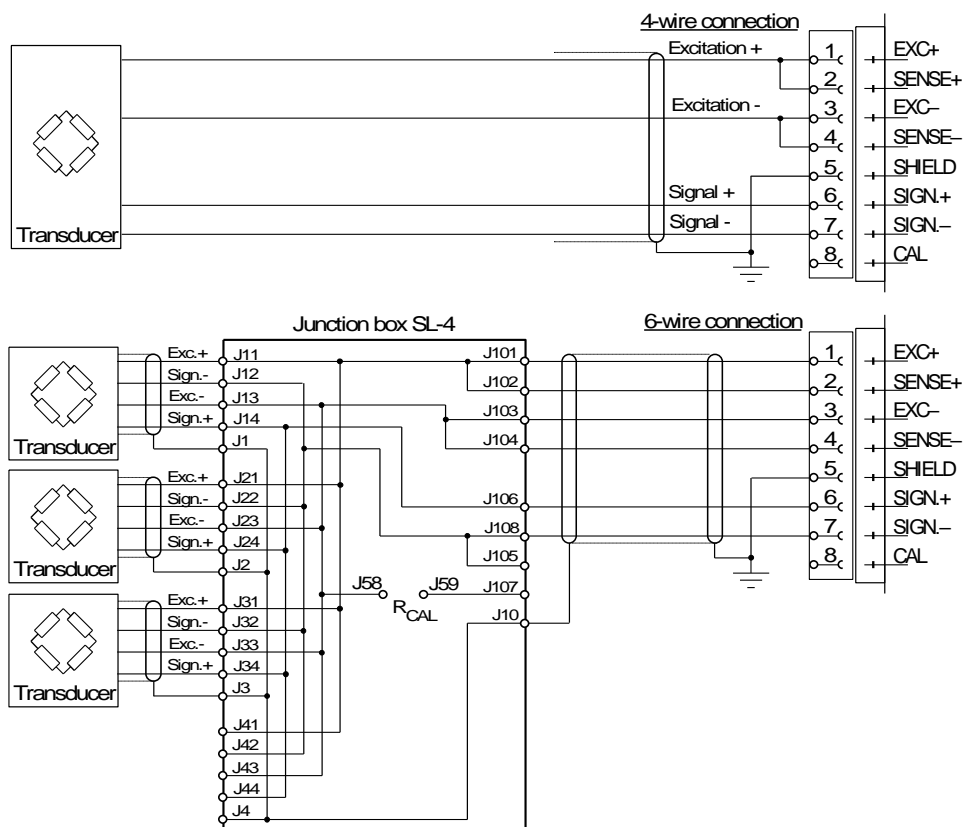 4-wire connection
Excitation + 1 EXC+
2 SENSE+
Excitation - 3 EXC–
4 SENSE–
5 SHIELD
Signal + 6 SIGN.+
Signal - 7 SIGN.–
8 CAL
Transducer
Junction box SL-4
6-wire connection
Exc.+ J11 J101 1 EXC+
Sign.- J12 J102 2 SENSE+
Exc.- J13 J103 3 EXC–
Sign.+ J14 J104 4 SENSE–
Transducer J1
5 SHIELD
Exc.+ J21
Sign.- J22 J106 6 SIGN.+
Exc.- J23 J108 7 SIGN.–
Sign.+ J24 J105 8 CAL
Transducer J2
J58 J59 J107
RCAL
Exc.+ J31 J10
Sign.- J32
Exc.- J33
Sign.+ J34
Transducer J3
J41
J42
J43
J44
J4